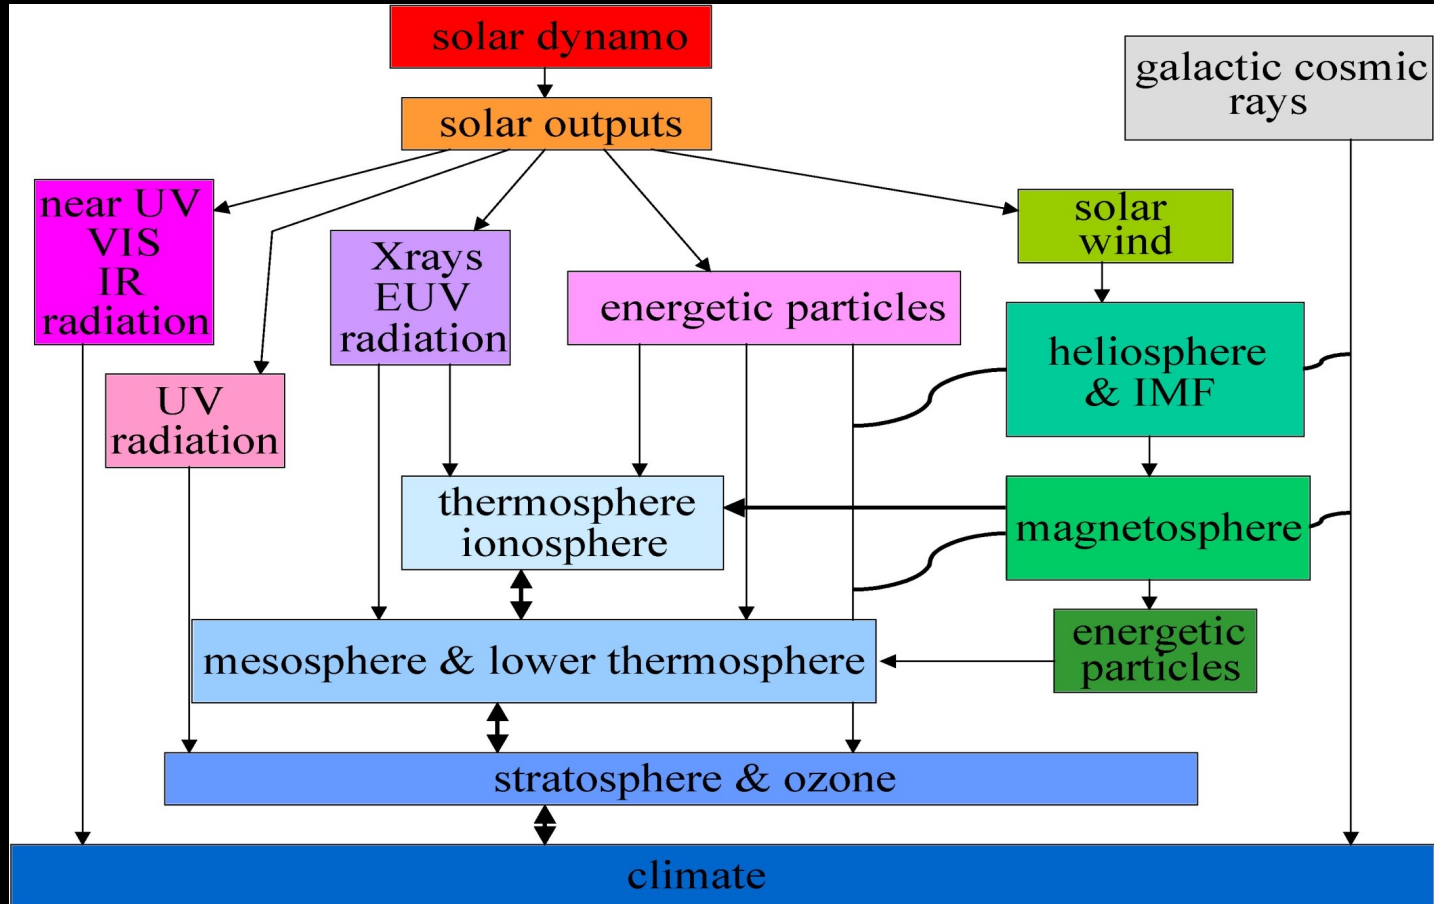 solar dynamo
galactic cosmic
rays
solar outputs
near UV
VIS
IR
radiation
solar
wind
Xrays
EUV
radiation
energetic particles
heliosphere
& IMF
UV
radiation
thermosphere
ionosphere
magnetosphere
energetic
particles
mesosphere & lower thermosphere
stratosphere & ozone
climate